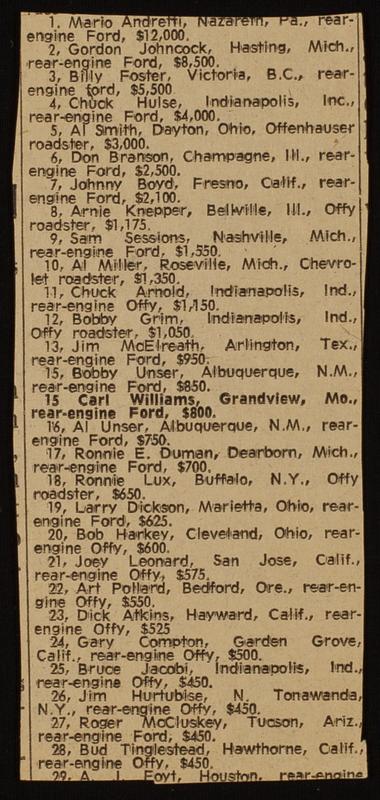 1. Mario Andretti, Nazareth, Pa., rear-
engine Ford, $12,000.
2, Gordon Johncock, Hasting, Mich.,
rear-engine Ford, $8,500.
3, Billy Foster, Victoria, B.C., rear-
engine ford, $5,500
4, Chuck Hulse, Indianapolis, Inc.,
rear-engine Ford, $4,000.
5, Al Smith, Dayton, Ohio, Offenhauser
roadster, $3,000.
6, Don Branson, Champagne, Ill., rear-
engine Ford, $2,500.
7, Johnny Boyd, Fresno, Calif., rear-
engine Ford, $2,100.
8, Arnie Knepper, Bellville, Ill., Offy
roadster, $1,175.
9, Sam Sessions, Nashville, Mich.,
rear-engine Ford, $1,550.
10, Al Miller, Roseville, Mich., Chevro-
let roadster, $1,350.
11, Chuck Arnold, Indianapolis, Ind.,
rear-engine Offy, $1,150.
12, Bobby Grim, Indianapolis, Ind.,
Offy roadster, $1,050.
13, Jim McElreath, Arlington, Tex.,
rear-engine Ford, $950.
15, Bobby Unser, Albuquerque, N.M.,
rear-engine Ford, $850.
15 Carl Williams, Grandview, Mo.,
rear-engine Ford, $800.
16, Al Unser, Albuquerque, N.M., rear-
engine Ford, $750.
17, Ronnie E. Duman, Dearborn, Mich.,
rear-engine Ford, $700.
18, Ronnie Lux, Buffalo, N.Y., Offy
roadster, $650.
19, Larry Dickson, Marietta, Ohio, rear-
engine Ford, $625.
20, Bob Harkey, Cleveland, Ohio, rear-
engine Offy, $600.
21, Joey Leonard, San Jose, Calif.,
rear-engine Offy, $575.
22, Art Pollard, Bedford, Ore., rear-en-
gine Offy, $550.
23, Dick Atkins, Hayward, Calif., rear-
engine Offy, $525
24, Gary Compton, Garden Grove,
Calif., rear-engine Offy, $500.
25, Bruce Jacobi, Indianapolis, Ind.,
rear-engine Offy, $450.
26, Jim Hurtubise, N. Tonawanda,
N.Y., rear-engine Offy, $450.
27, Roger McCluskey, Tucson, Ariz.,
rear-engine Ford, $450.
28, Bud Tinglestead, Hawthorne, Calif.,
rear-engine Offy, $450.
29, A. J. Foyt, Houston, rear-engine